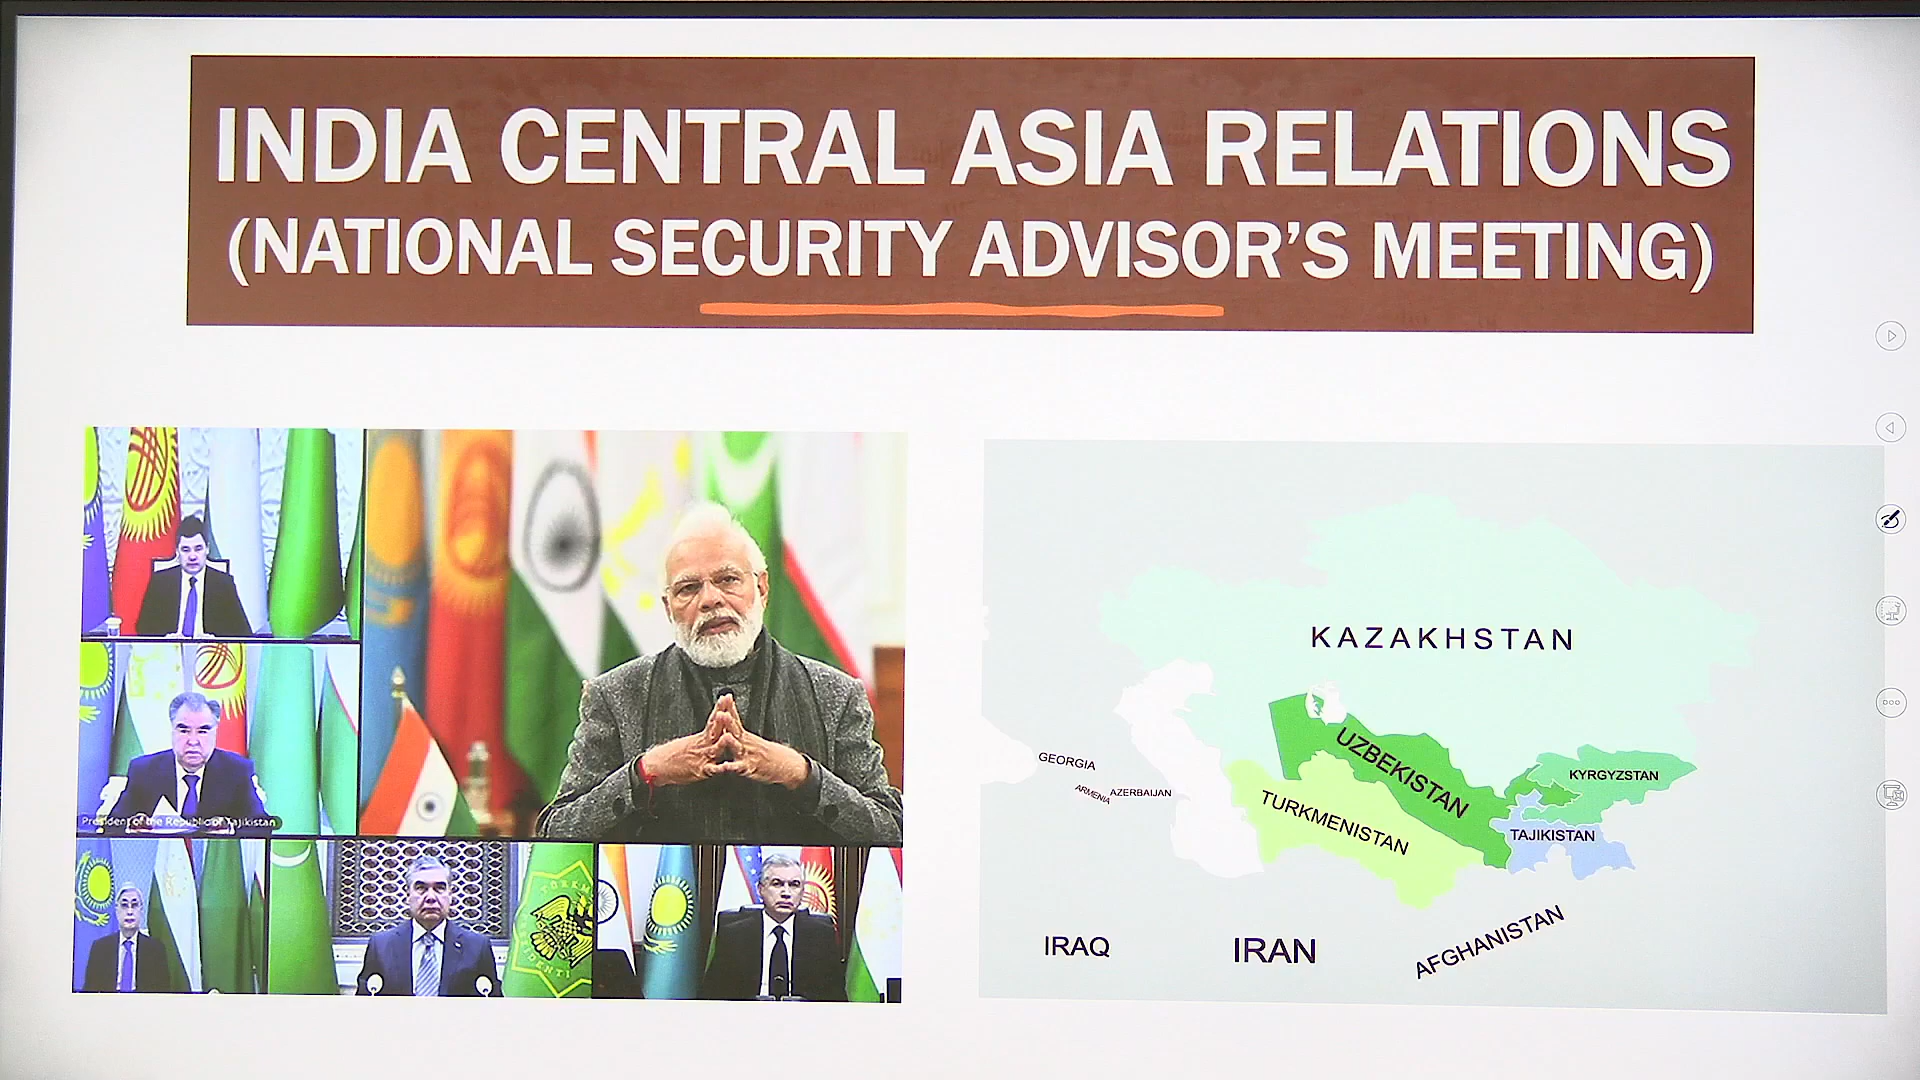 INDIA CENTRAL ASIA RELATIONS
(NATIONAL SECURITY ADVISOR'S MEETING)
President of the Republic of Tajikistan
KAZAKHSTAN
UZBEKISTAN
KYRGYZSTAN
GEORGIA
ARMENIA
AZERBAIJAN
TURKMENISTAN
TAJIKISTAN
IRAQ
IRAN
AFGHANISTAN